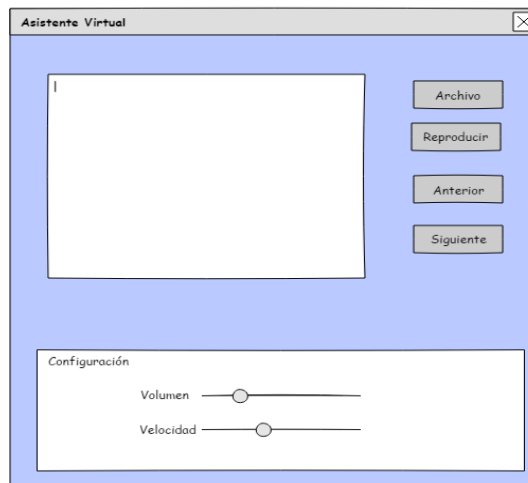 Asistente Virtual
Archivo
Reproducir
Anterior
Siguiente
Configuración
Volumen
Velocidad